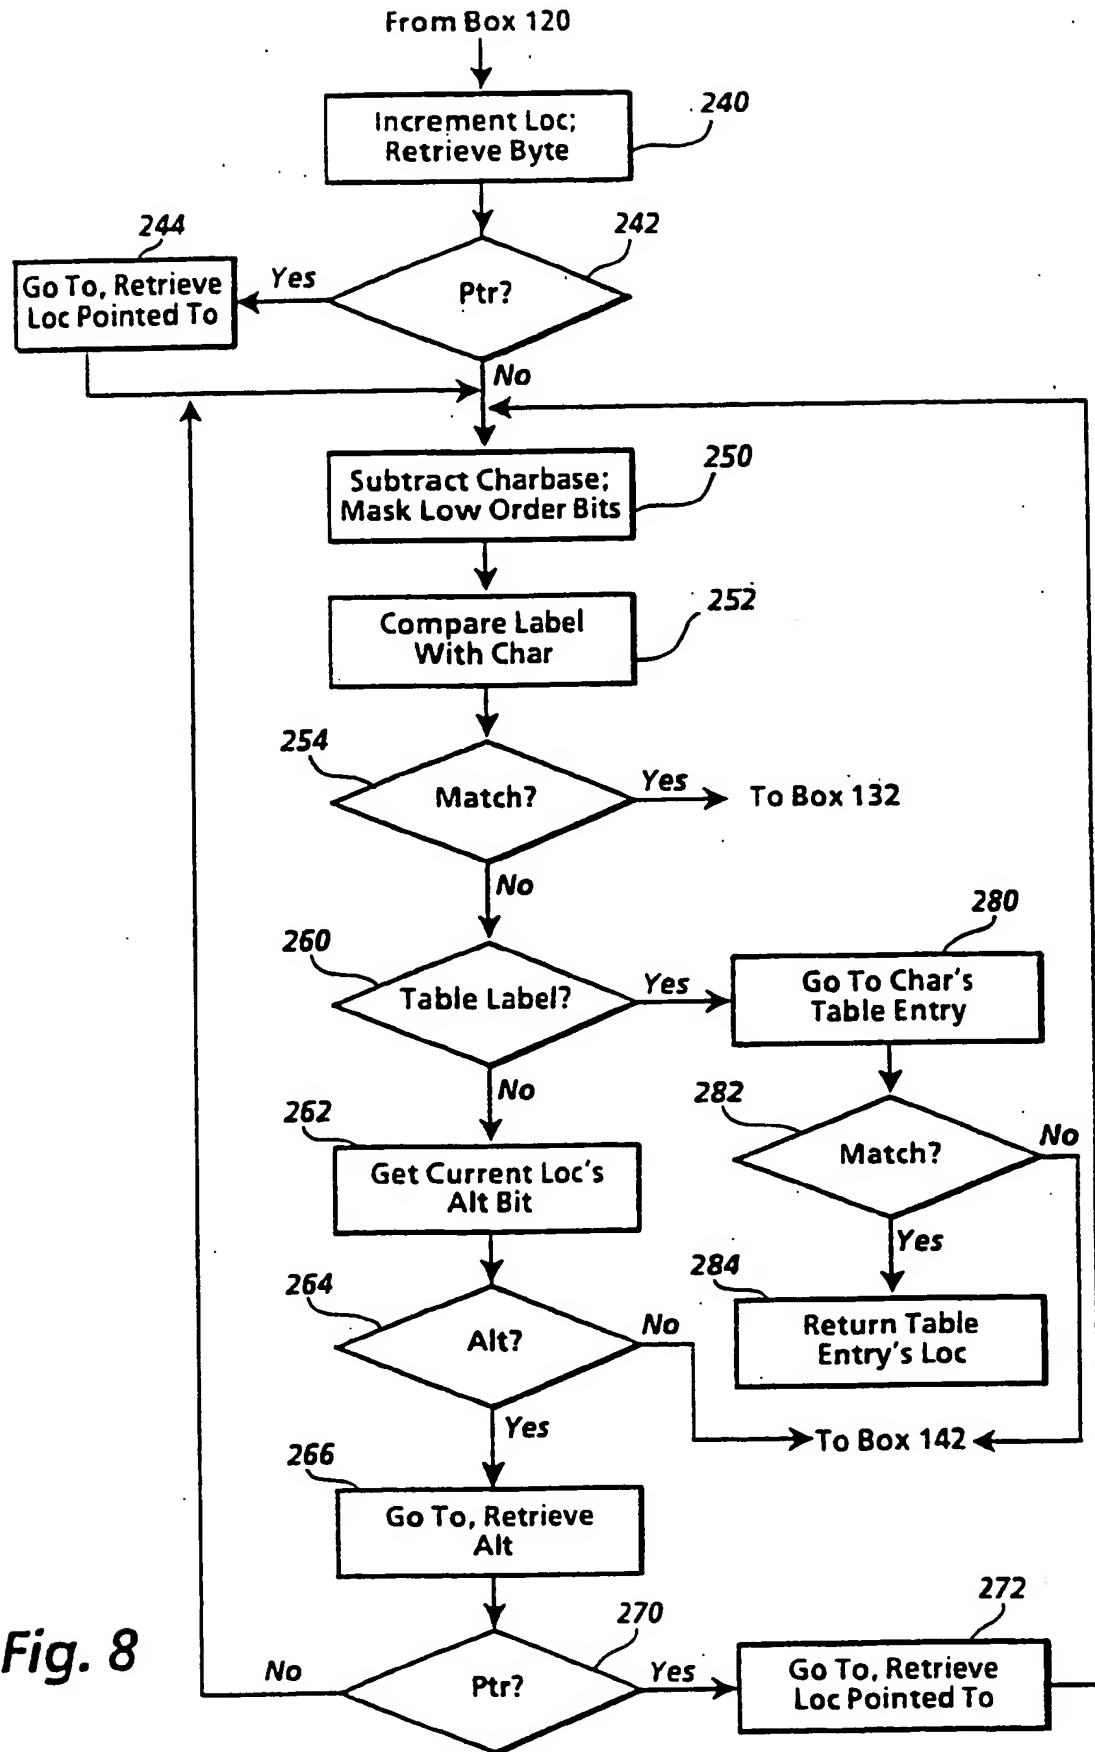 From Box 120
Increment Loc;
Retrieve Byte
240
244
242
Go To, Retrieve
Loc Pointed To
Yes
Ptr?
No
Subtract Charbase;
Mask Low Order Bits
250
Compare Label
With Char
252
254
Match?
Yes
To Box 132
No
260
Table Label?
Yes
280
Go To Char's
Table Entry
No
262
Get Current Loc's
Alt Bit
282
Match?
No
Yes
264
Alt?
No
284
Return Table
Entry's Loc
Yes
To Box 142
266
Go To, Retrieve
Alt
270
Ptr?
No
Yes
272
Go To, Retrieve
Loc Pointed To
Fig. 8